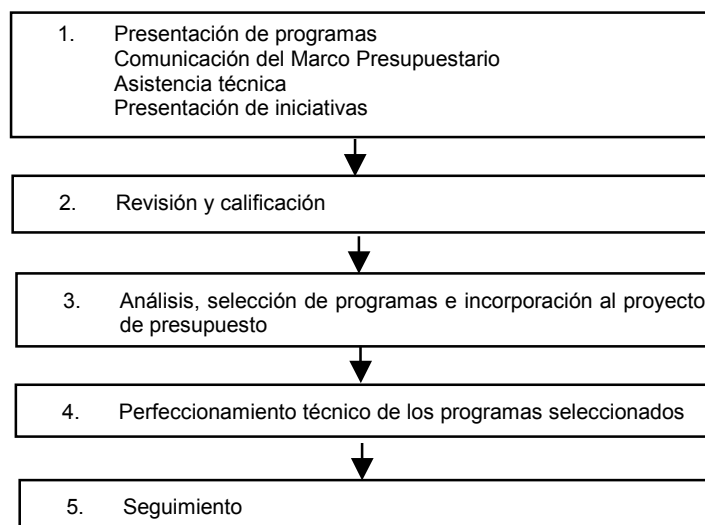 1. Presentación de programas
Comunicación del Marco Presupuestario
Asistencia técnica
Presentación de iniciativas
2. Revisión y calificación
3. Análisis, selección de programas e incorporación al proyecto
de presupuesto
4. Perfeccionamiento técnico de los programas seleccionados
5. Seguimiento